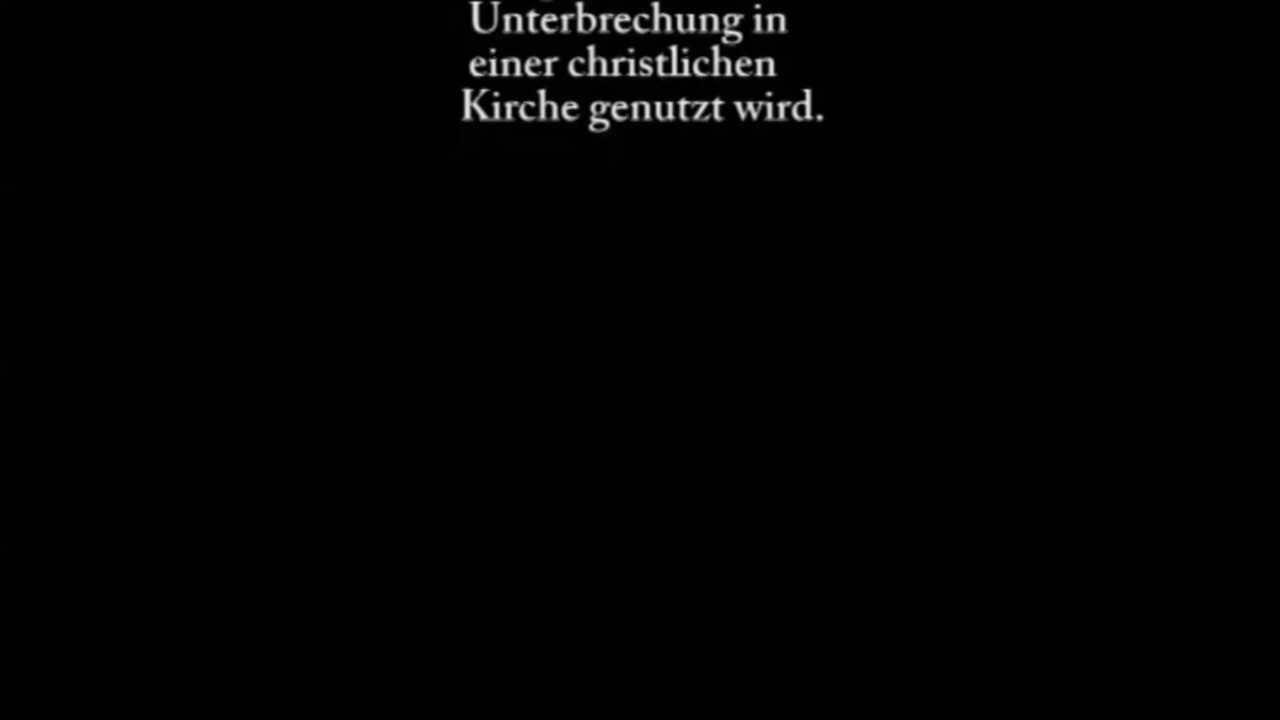 Unterbrechung in
einer christlichen
Kirche genutzt wird.